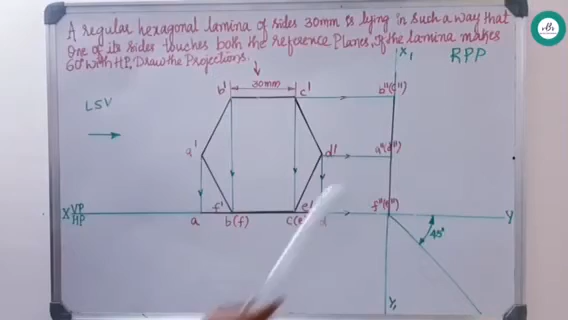 A regular hexagonal lamina of sides 30mm is lying in such a way that
One of its sides touches both the reference Planes, If the lamina makes
60° with HP, Draw the Projections.
X₁
RPP
LSV
30mm
b' c' b"(c")
a' d' a"(d")
f' e' f"(e")
X VP Y
HP
a b(f) d
45°
Y₁